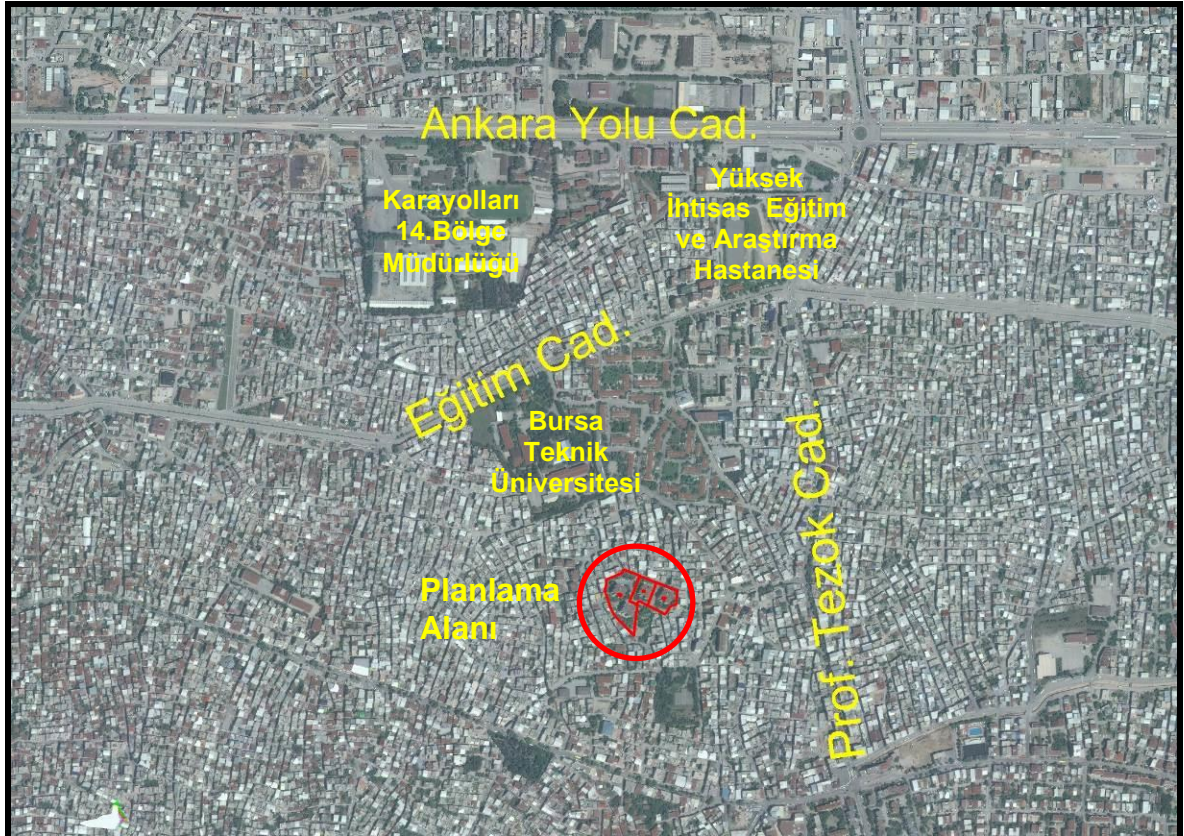 Ankara Yolu Cad.
Karayolları
14.Bölge
Müdürlüğü
Yüksek
İhtisas Eğitim
ve Araştırma
Hastanesi
Eğitim Cad.
Bursa
Teknik
Üniversitesi
Prof. Tezok Cad.
Planlama
Alanı